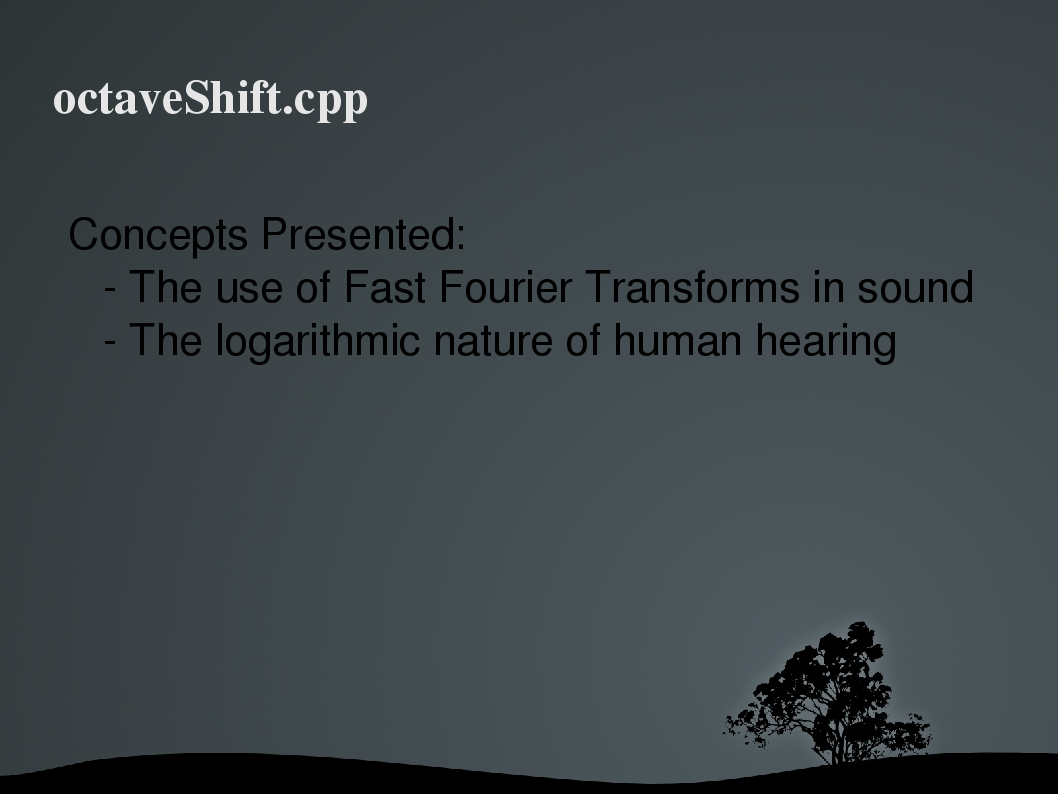 octaveShift.cpp
Concepts Presented:
- The use of Fast Fourier Transforms in sound
- The logarithmic nature of human hearing